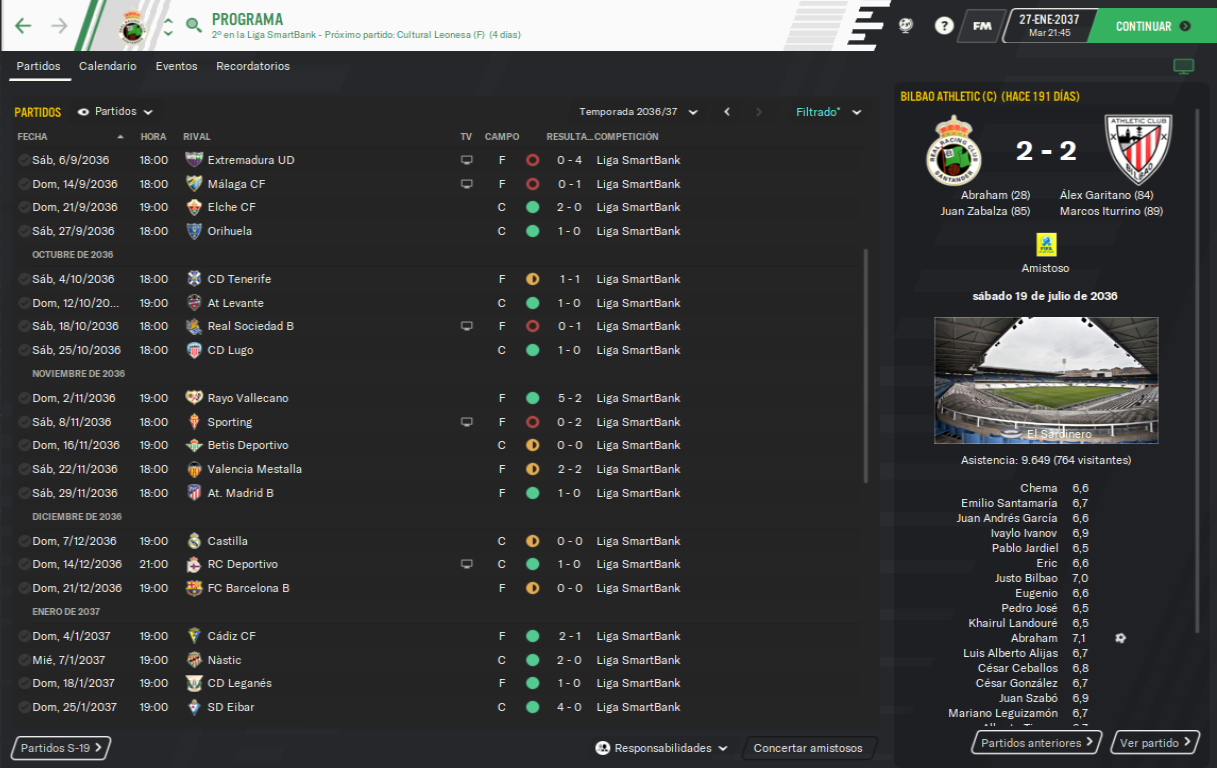 PROGRAMA
2º en la Liga SmartBank - Próximo partido: Cultural Leonesa (F) (4 días)
? FM 27-ENE-2037
Mar 21:45
CONTINUAR
Partidos Calendario Eventos Recordatorios
PARTIDOS Partidos Temporada 2036/37 Filtrado*
FECHA HORA RIVAL TV CAMPO RESULTA... COMPETICIÓN
Sáb, 6/9/2036 18:00 Extremadura UD F 0 - 4 Liga SmartBank
Dom, 14/9/2036 18:00 Málaga CF F 0 - 1 Liga SmartBank
Dom, 21/9/2036 19:00 Elche CF C 2 - 0 Liga SmartBank
Sáb, 27/9/2036 18:00 Orihuela C 1 - 0 Liga SmartBank
OCTUBRE DE 2036
Sáb, 4/10/2036 18:00 CD Tenerife F 1 - 1 Liga SmartBank
Dom, 12/10/20... 19:00 At Levante C 1 - 0 Liga SmartBank
Sáb, 18/10/2036 18:00 Real Sociedad B F 0 - 1 Liga SmartBank
Sáb, 25/10/2036 18:00 CD Lugo C 1 - 0 Liga SmartBank
NOVIEMBRE DE 2036
Dom, 2/11/2036 19:00 Rayo Vallecano F 5 - 2 Liga SmartBank
Sáb, 8/11/2036 18:00 Sporting F 0 - 2 Liga SmartBank
Dom, 16/11/2036 19:00 Betis Deportivo C 0 - 0 Liga SmartBank
Sáb, 22/11/2036 18:00 Valencia Mestalla F 2 - 2 Liga SmartBank
Sáb, 29/11/2036 18:00 At. Madrid B F 1 - 0 Liga SmartBank
DICIEMBRE DE 2036
Dom, 7/12/2036 19:00 Castilla C 0 - 0 Liga SmartBank
Dom, 14/12/2036 21:00 RC Deportivo C 1 - 0 Liga SmartBank
Dom, 21/12/2036 19:00 FC Barcelona B F 0 - 0 Liga SmartBank
ENERO DE 2037
Dom, 4/1/2037 19:00 Cádiz CF F 2 - 1 Liga SmartBank
Mié, 7/1/2037 19:00 Nàstic C 2 - 0 Liga SmartBank
Dom, 18/1/2037 19:00 CD Leganés F 1 - 0 Liga SmartBank
Dom, 25/1/2037 19:00 SD Eibar C 4 - 0 Liga SmartBank
Partidos S-19 Responsabilidades Concertar amistosos
BILBAO ATHLETIC (C) (HACE 191 DÍAS)
REAL RACING CLUB SANTANDER
2 - 2
ATHLETIC CLUB BILBAO
Abraham (28) Álex Garitano (84)
Juan Zabalza (85) Marcos Iturrino (89)
FIFA
Amistoso
sábado 19 de julio de 2036
El Sardinero
Asistencia: 9.649 (764 visitantes)
Chema 6,6
Emilio Santamaría 6,7
Juan Andrés García 6,6
Ivaylo Ivanov 6,9
Pablo Jardiel 6,5
Eric 6,6
Justo Bilbao 7,0
Eugenio 6,6
Pedro José 6,5
Khairul Landouré 6,5
Abraham 7,1
Luis Alberto Alijas 6,7
César Ceballos 6,8
César González 6,7
Juan Szabó 6,9
Mariano Leguizamón 6,7
Partidos anteriores Ver partido